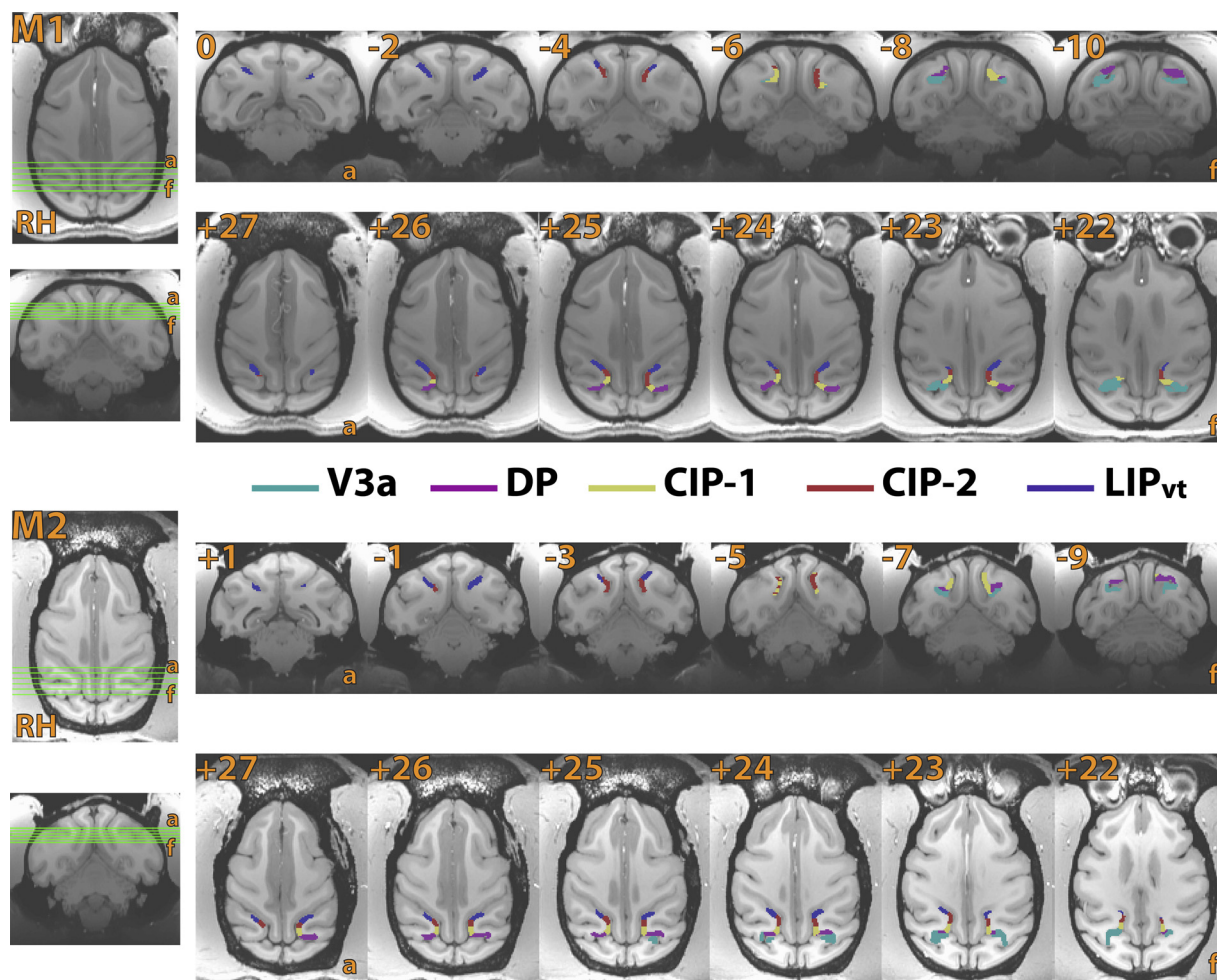 M1
0 -2 -4 -6 -8 -10
a
f
RH
a f
+27 +26 +25 +24 +23 +22
a
f
a f
V3a DP CIP-1 CIP-2 LIPvt
M2
+1 -1 -3 -5 -7 -9
a
f
RH
a f
+27 +26 +25 +24 +23 +22
a
f
a f